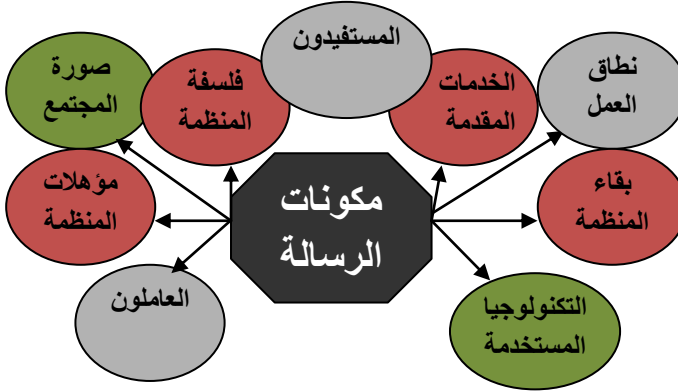 المستفيدون
نطاق
العمل
الخدمات
المقدمة
فلسفة
المنظمة
صورة
المجتمع
بقاء
المنظمة
مكونات
الرسالة
مؤهلات
المنظمة
التكنولوجيا
المستخدمة
العاملون